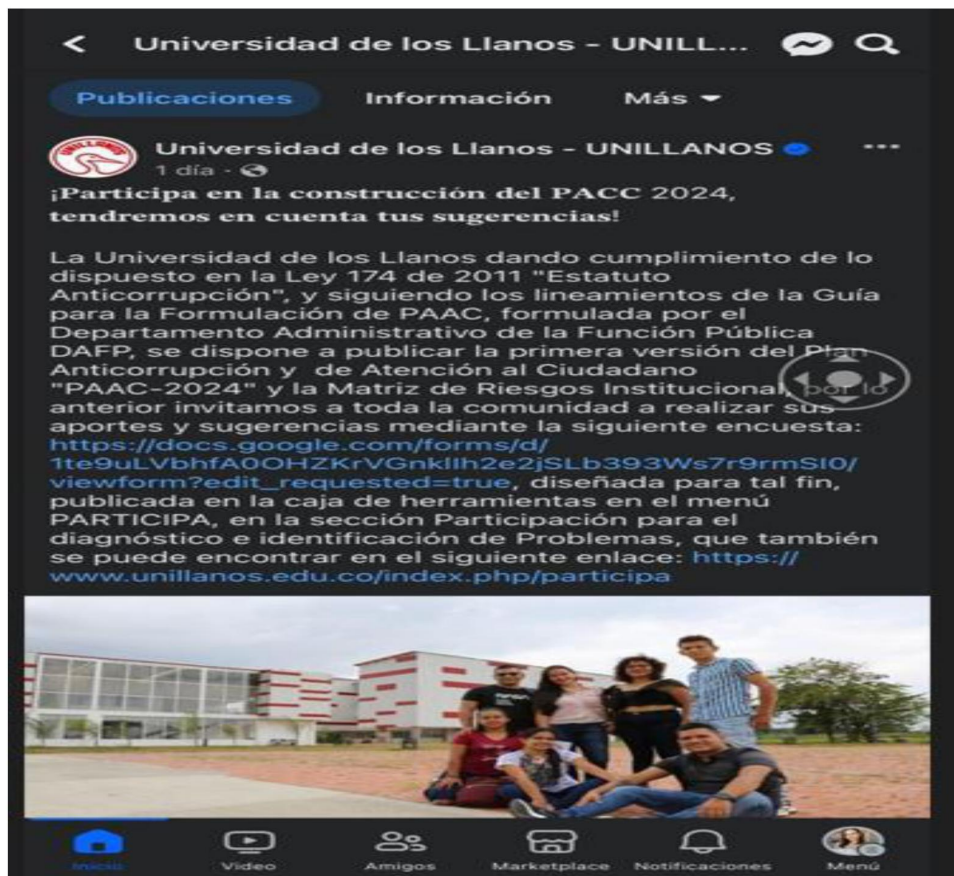 Universidad de los Llanos - UNILL...
Publicaciones Información Más
UNILLANOS
Universidad de los Llanos - UNILLANOS
1 día ·
¡Participa en la construcción del PACC 2024,
tendremos en cuenta tus sugerencias!
La Universidad de los Llanos dando cumplimiento de lo
dispuesto en la Ley 174 de 2011 "Estatuto
Anticorrupción", y siguiendo los lineamientos de la Guía
para la Formulación de PAAC, formulada por el
Departamento Administrativo de la Función Pública
DAFP, se dispone a publicar la primera versión del Plan
Anticorrupción y de Atención al Ciudadano
"PAAC-2024" y la Matriz de Riesgos Institucional, por lo
anterior invitamos a toda la comunidad a realizar sus
aportes y sugerencias mediante la siguiente encuesta:
https://docs.google.com/forms/d/
viewform?edit_requested=true, diseñada para tal fin,
publicada en la caja de herramientas en el menú
PARTICIPA, en la sección Participación para el
diagnóstico e identificación de Problemas, que también
se puede encontrar en el siguiente enlace: https://
www.unillanos.edu.co/index.php/participa
Inicio Video Amigos Marketplace Notificaciones Menú